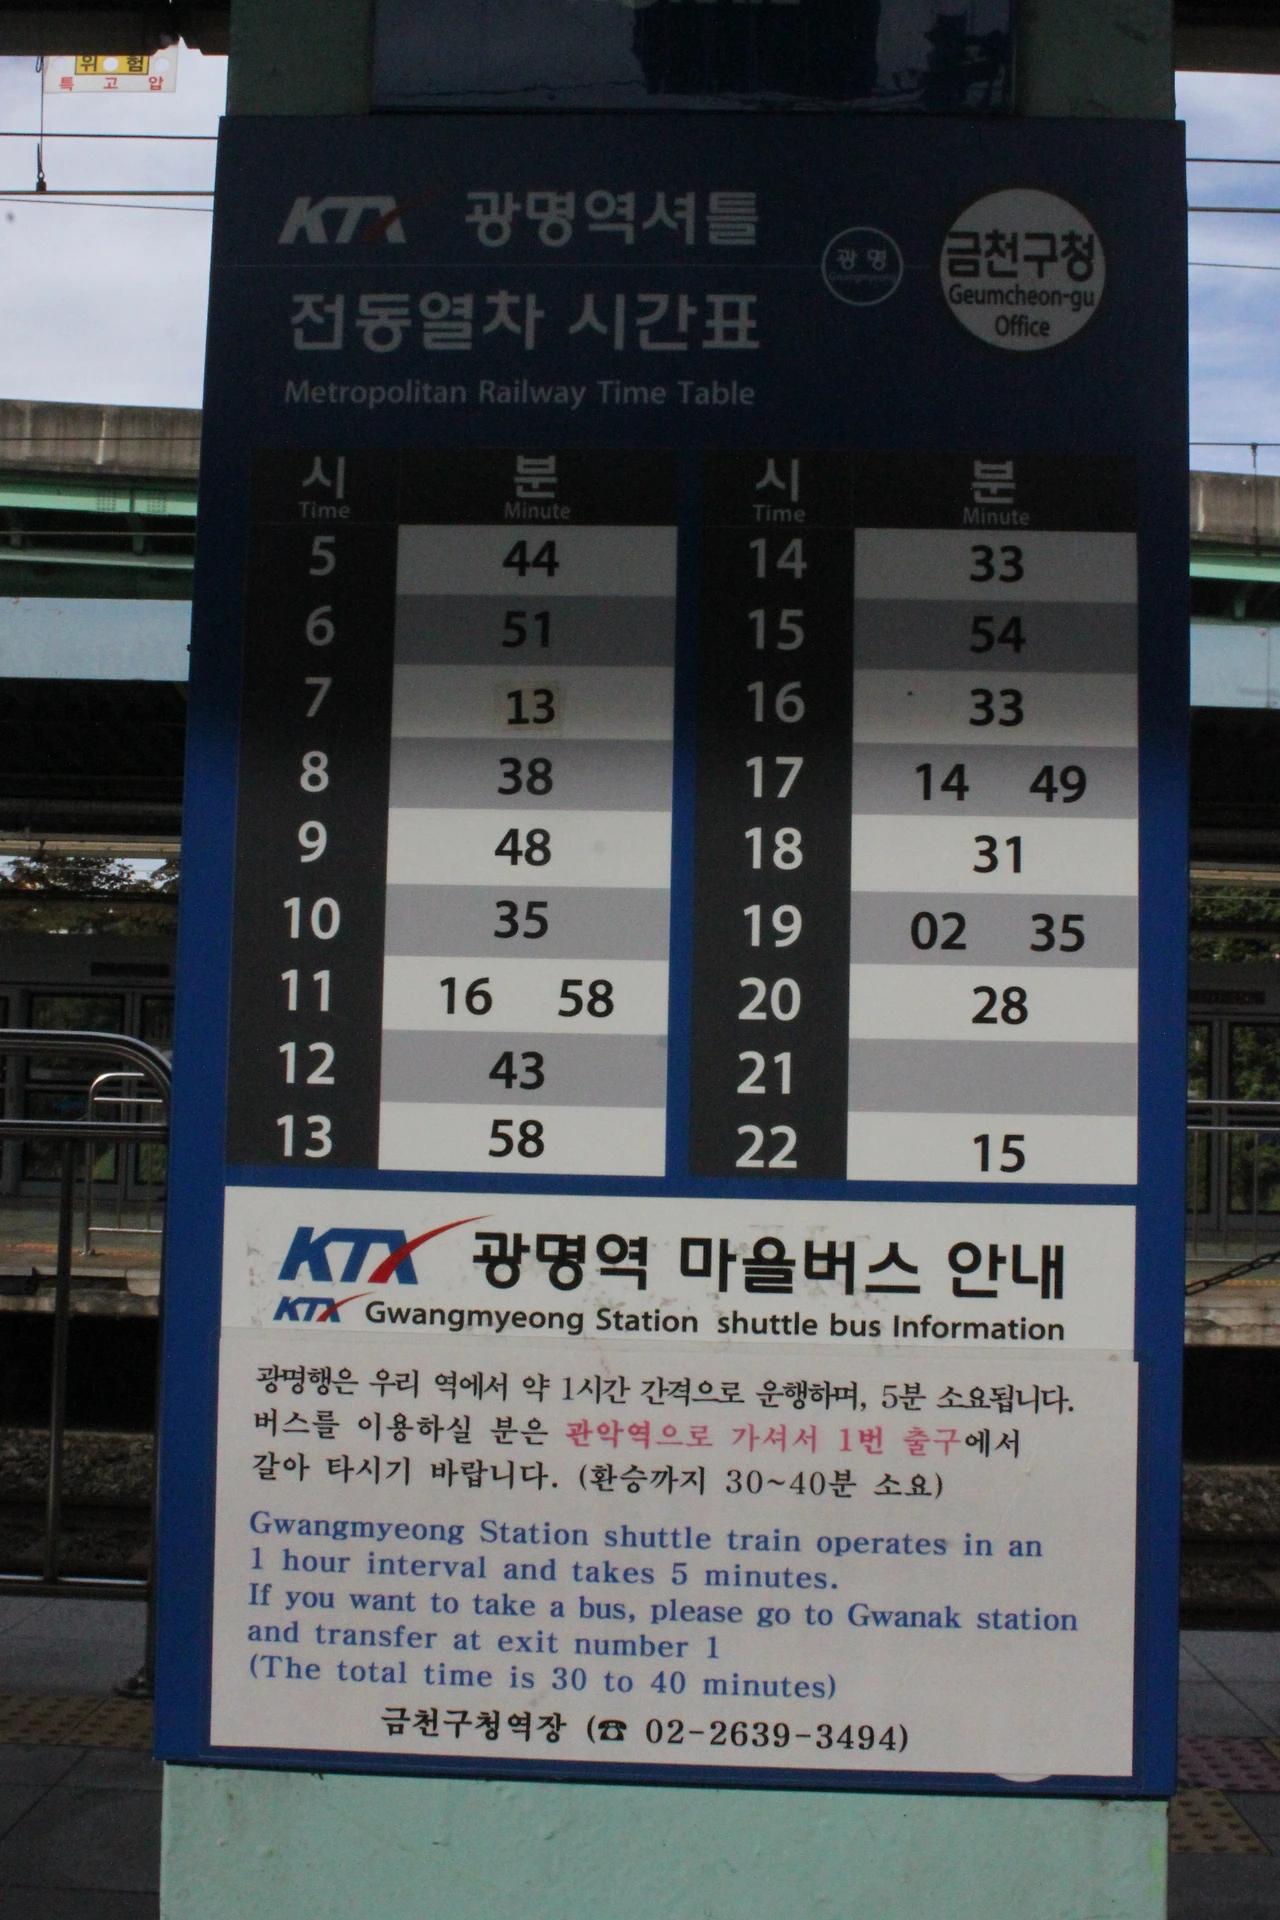 위 험
특 고 압
KTX 광명역셔틀
전동열차 시간표
Metropolitan Railway Time Table
광명
금천구청
Geumcheon-gu
Office
시 분 시 분
Time Minute Time Minute
5 44 14 33
6 51 15 54
7 13 16 33
8 38 17 14 49
9 48 18 31
10 35 19 02 35
11 16 58 20 28
12 43 21
13 58 22 15
KTX 광명역 마을버스 안내
KTX Gwangmyeong Station shuttle bus Information
광명행은 우리 역에서 약 1시간 간격으로 운행하며, 5분 소요됩니다.
버스를 이용하실 분은 관악역으로 가셔서 1번 출구에서
갈아 타시기 바랍니다. (환승까지 30~40분 소요)
Gwangmyeong Station shuttle train operates in an
1 hour interval and takes 5 minutes.
If you want to take a bus, please go to Gwanak station
and transfer at exit number 1
(The total time is 30 to 40 minutes)
금천구청역장 (☎ 02-2639-3494)